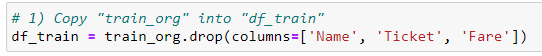 # 1) Copy "train_org" into "df_train"
df_train = train_org.drop(columns=['Name', 'Ticket', 'Fare'])